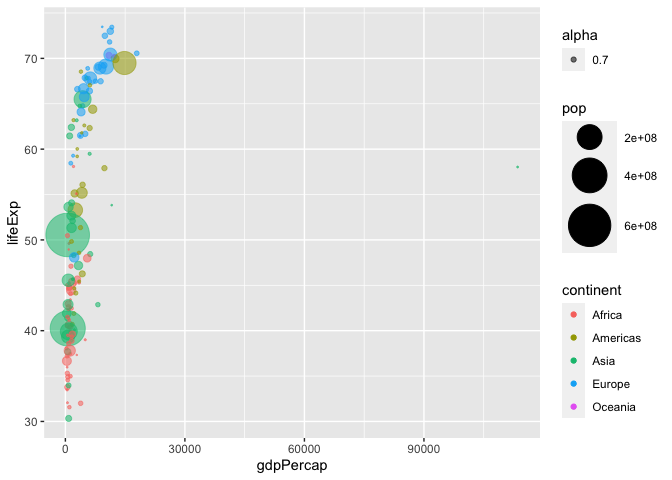 alpha
0.7
pop
2e+08
4e+08
6e+08
continent
Africa
Americas
Asia
Europe
Oceania
lifeExp
70
60
50
40
30
0
30000
60000
90000
gdpPercap